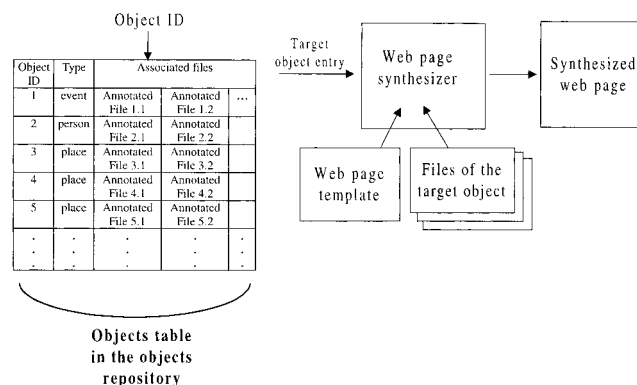 Object ID
Object ID Type Associated files
1 event Annotated File 1.1 Annotated File 1.2 ...
2 person Annotated File 2.1 Annotated File 2.2
3 place Annotated File 3.1 Annotated File 3.2
4 place Annotated File 4.1 Annotated File 4.2
5 place Annotated File 5.1 Annotated File 5.2
. . . . .
. . . . .
. . . . .
Objects table
in the objects
repository
Target
object entry
Web page
synthesizer
Synthesized
web page
Web page
template
Files of the
target object